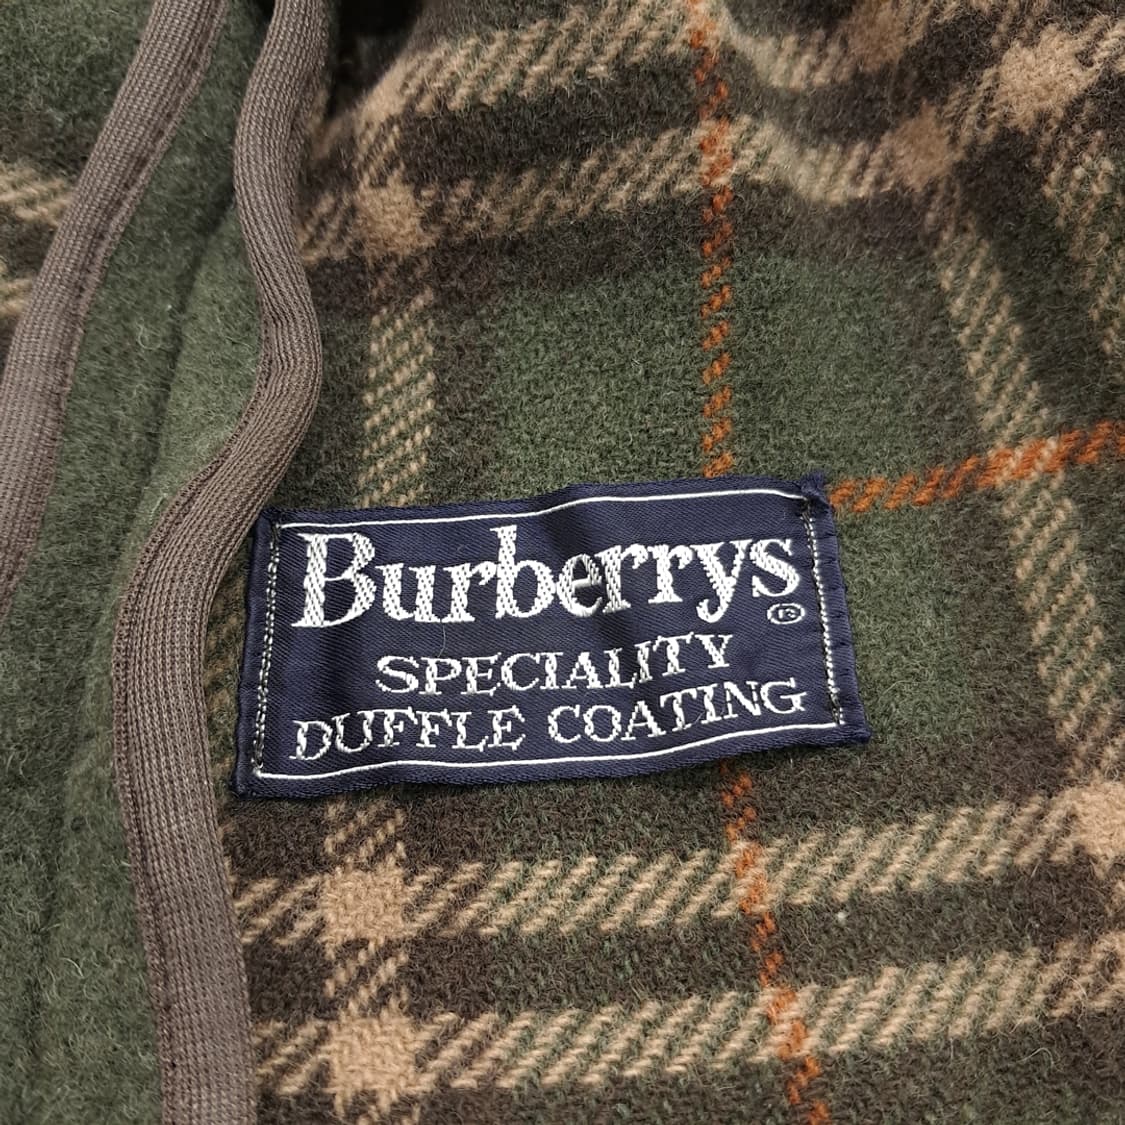 Burberrys®
SPECIALITY
DUFFLE COATING